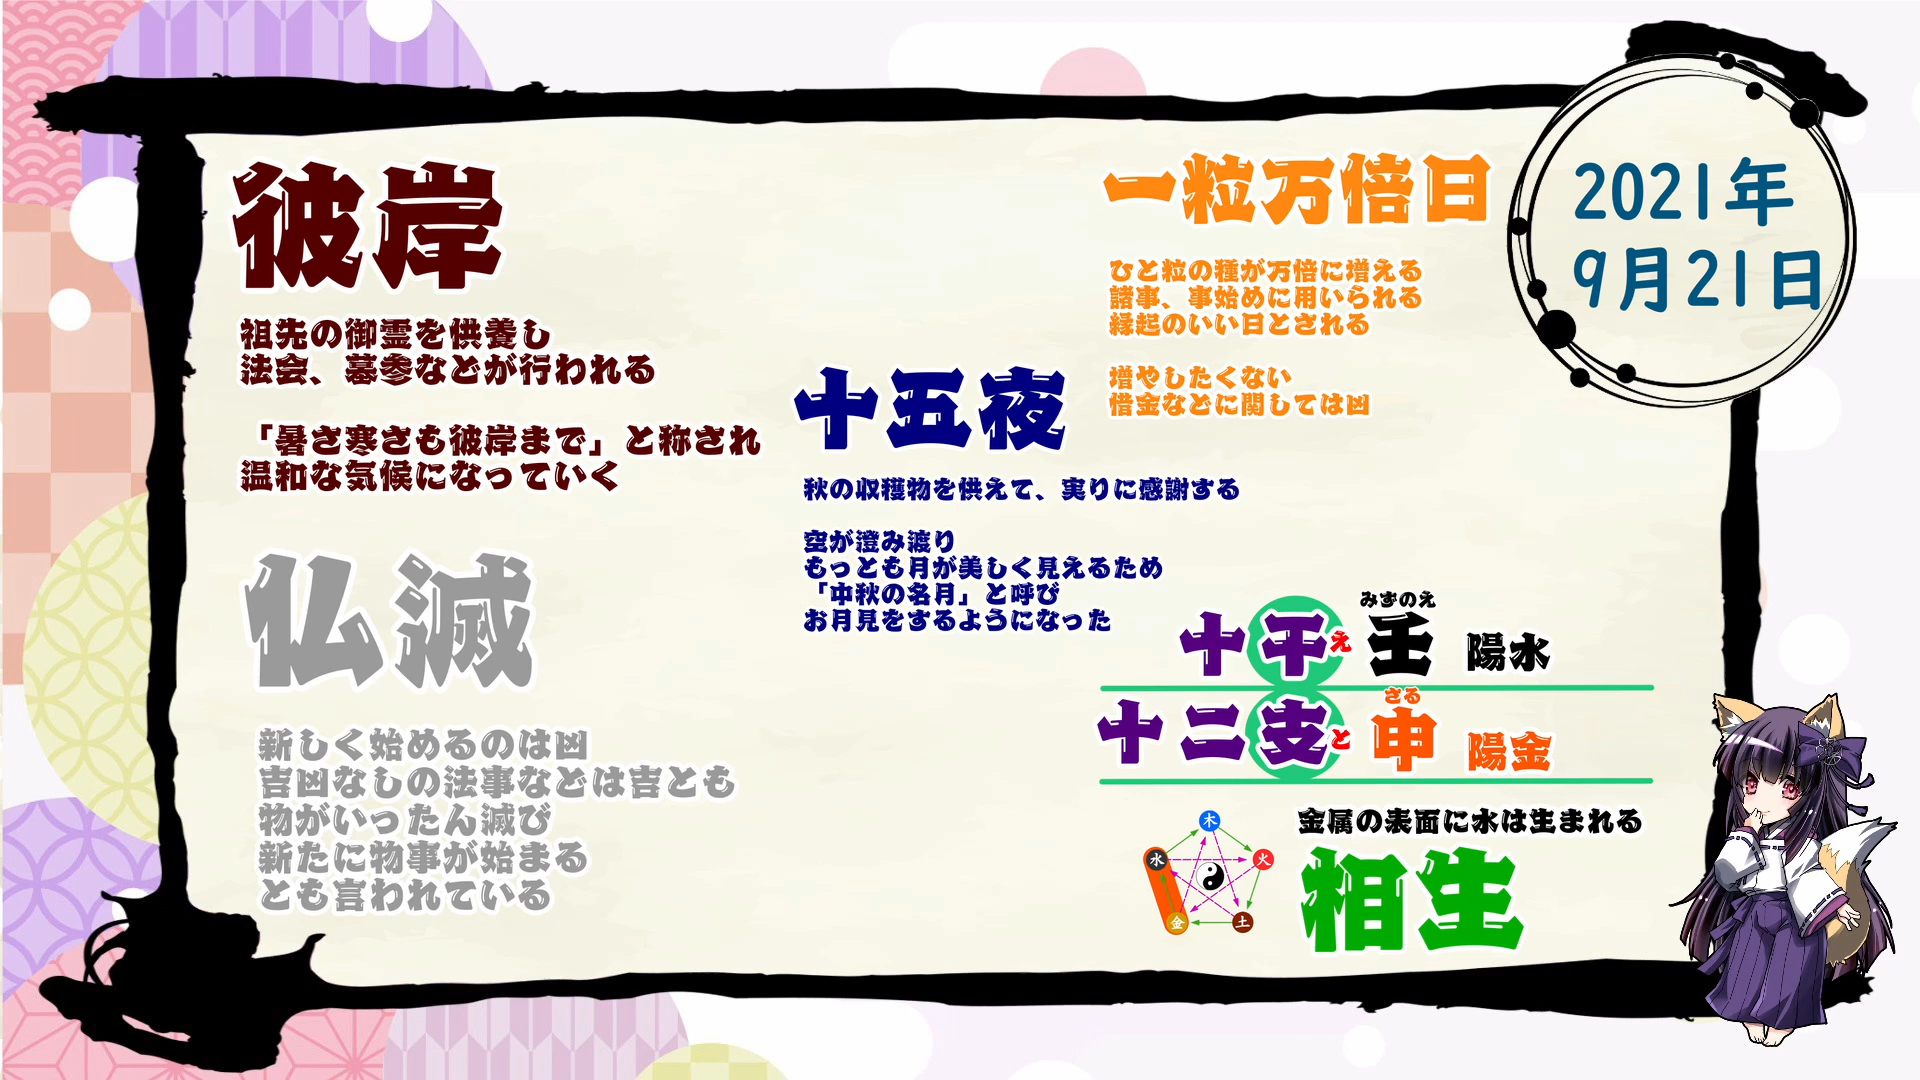 彼岸
祖先の御霊を供養し
法会、墓参などが行われる
「暑さ寒さも彼岸まで」と称され
温和な気候になっていく
仏滅
新しく始めるのは凶
吉凶なしの法事などは吉とも
物がいったん滅び
新たに物事が始まる
とも言われている
十五夜
秋の収穫物を供えて、実りに感謝する
空が澄み渡り
もっとも月が美しく見えるため
「中秋の名月」と呼び
お月見をするようになった
一粒万倍日
ひと粒の種が万倍に増える
諸事、事始めに用いられる
縁起のいい日とされる
増やしたくない
借金などに関しては凶
2021年
9月21日
みずのえ
十干え 壬 陽水
さる
十二支と 申 陽金
木
火
土
金
水
金属の表面に水は生まれる
相生